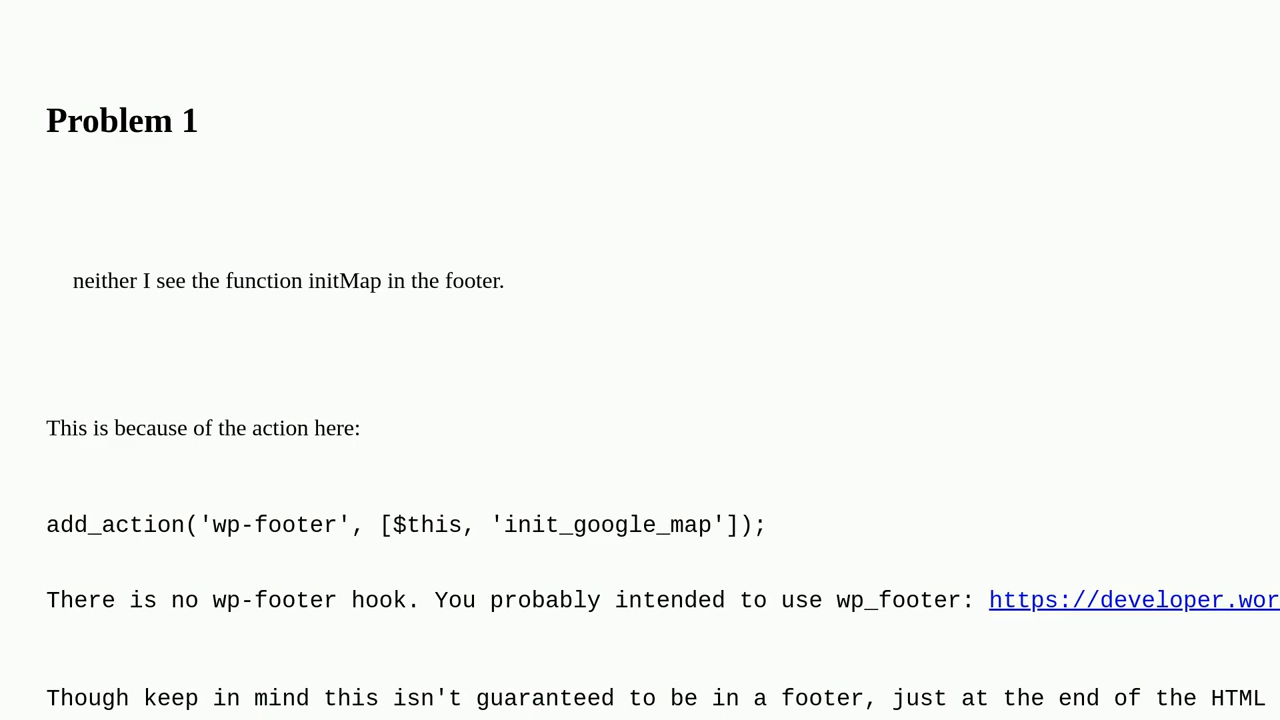 Problem 1
neither I see the function initMap in the footer.
This is because of the action here:
add_action('wp-footer', [$this, 'init_google_map']);
There is no wp-footer hook. You probably intended to use wp_footer: https://developer.wor
Though keep in mind this isn't guaranteed to be in a footer, just at the end of the HTML